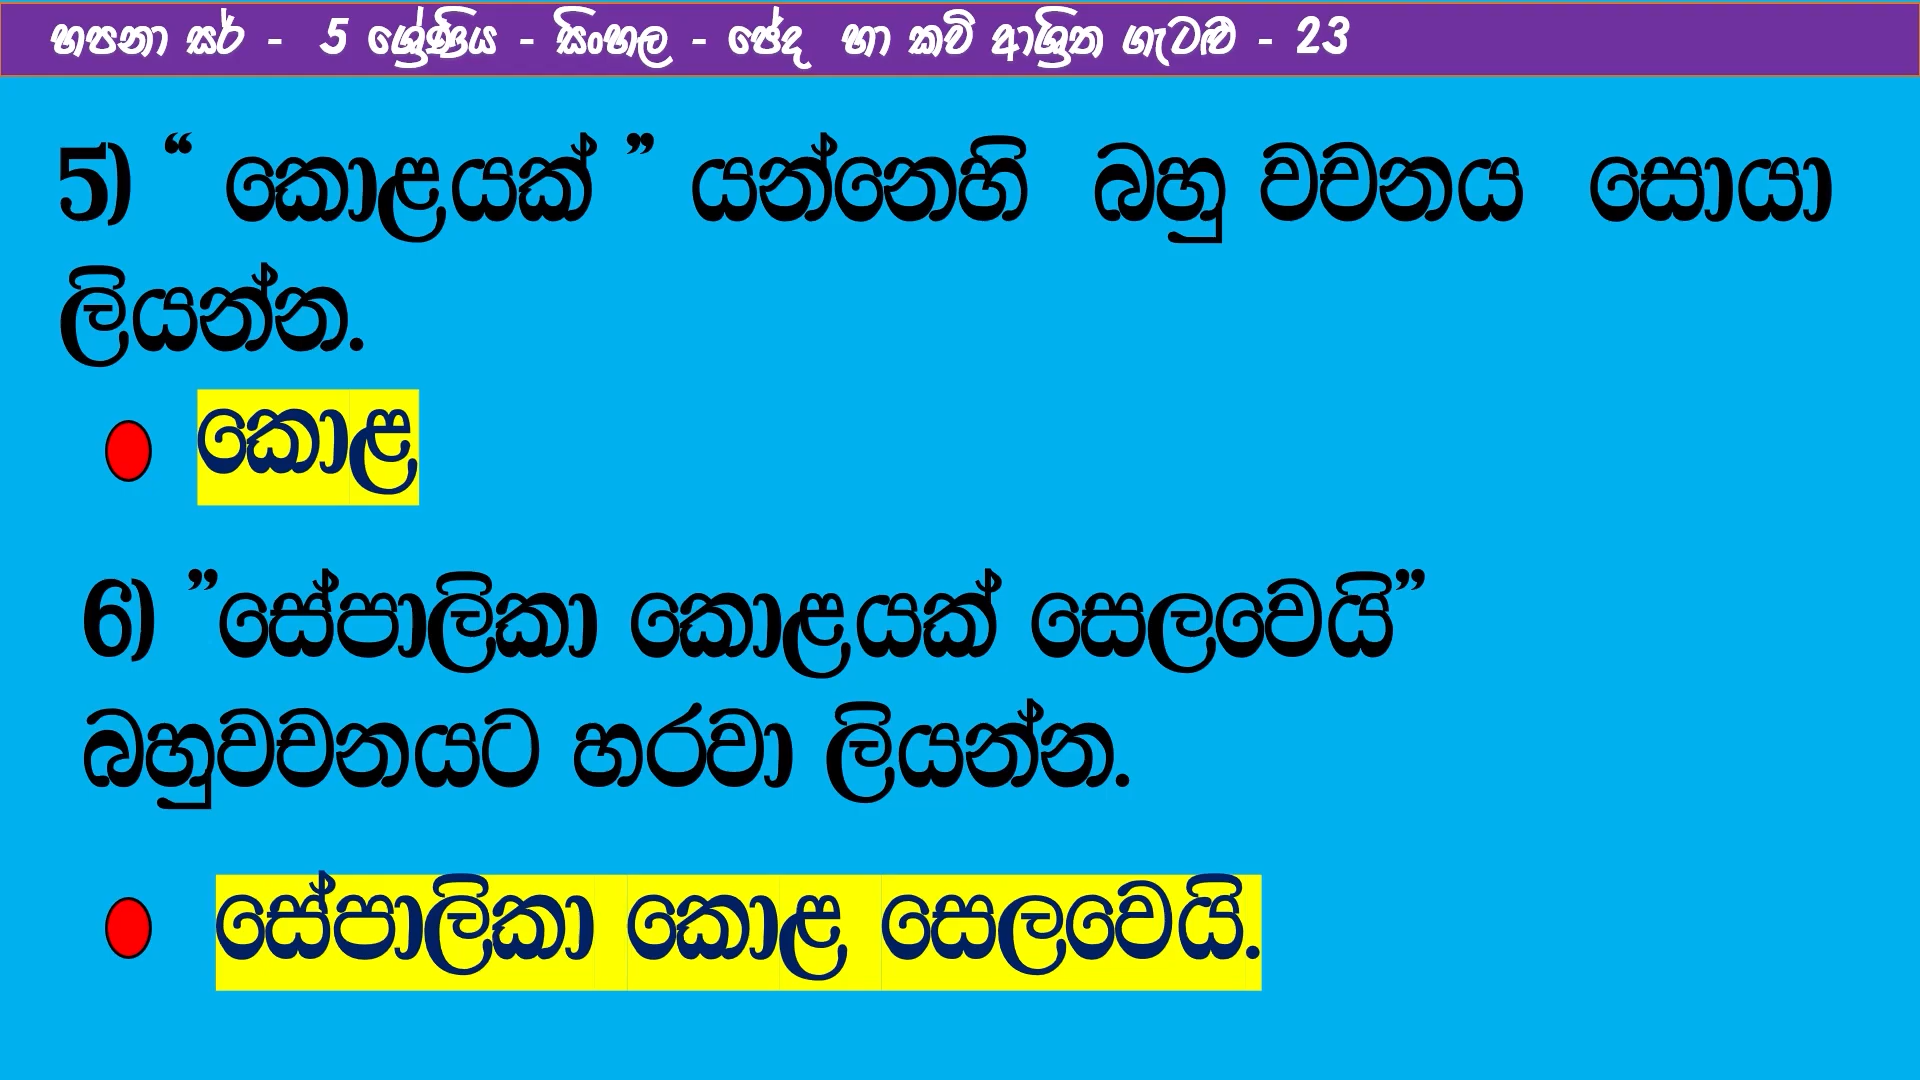 හපනා සර් - 5 ශ්‍රේණිය - සිංහල - ඡේද හා කවි ආශ්‍රිත ගැටළු - 23
5) “ කොළයක් ” යන්නෙහි බහු වචනය සොයා
ලියන්න.
කොළ
6) ”සේපාලිකා කොළයක් සෙලවෙයි”
බහුවචනයට හරවා ලියන්න.
සේපාලිකා කොළ සෙලවෙයි.